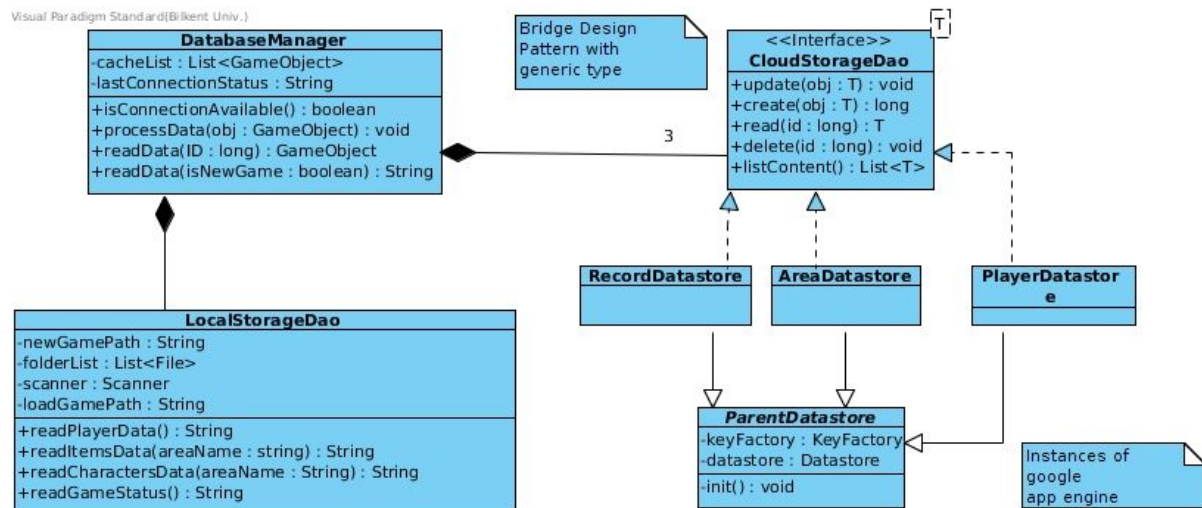 Visual Paradigm Standard(Bilkent Univ.)
DatabaseManager
-cacheList : List<GameObject>
-lastConnectionStatus : String
+isConnectionAvailable() : boolean
+processData(obj : GameObject) : void
+readData(ID : long) : GameObject
+readData(isNewGame : boolean) : String
Bridge Design
Pattern with
generic type
T
<<Interface>>
CloudStorageDao
+update(obj : T) : void
+create(obj : T) : long
+read(id : long) : T
+delete(id : long) : void
+listContent() : List<T>
3
RecordDatastore
AreaDatastore
PlayerDatastor
e
LocalStorageDao
-newGamePath : String
-folderList : List<File>
-scanner : Scanner
-loadGamePath : String
+readPlayerData() : String
+readItemsData(areaName : string) : String
+readCharactersData(areaName : String) : String
+readGameStatus() : String
ParentDatastore
-keyFactory : KeyFactory
-datastore : Datastore
-init() : void
Instances of
google
app engine